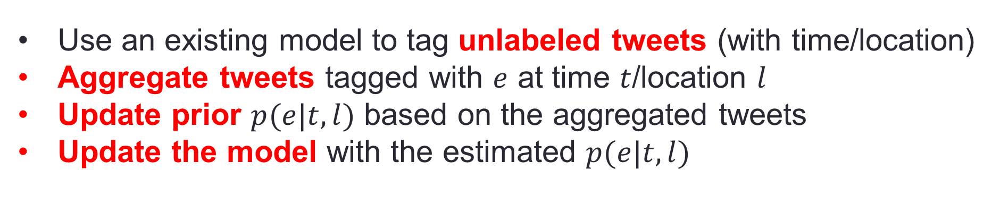 • Use an existing model to tag unlabeled tweets (with time/location)
• Aggregate tweets tagged with e at time t/location l
• Update prior p(e|t, l) based on the aggregated tweets
• Update the model with the estimated p(e|t, l)